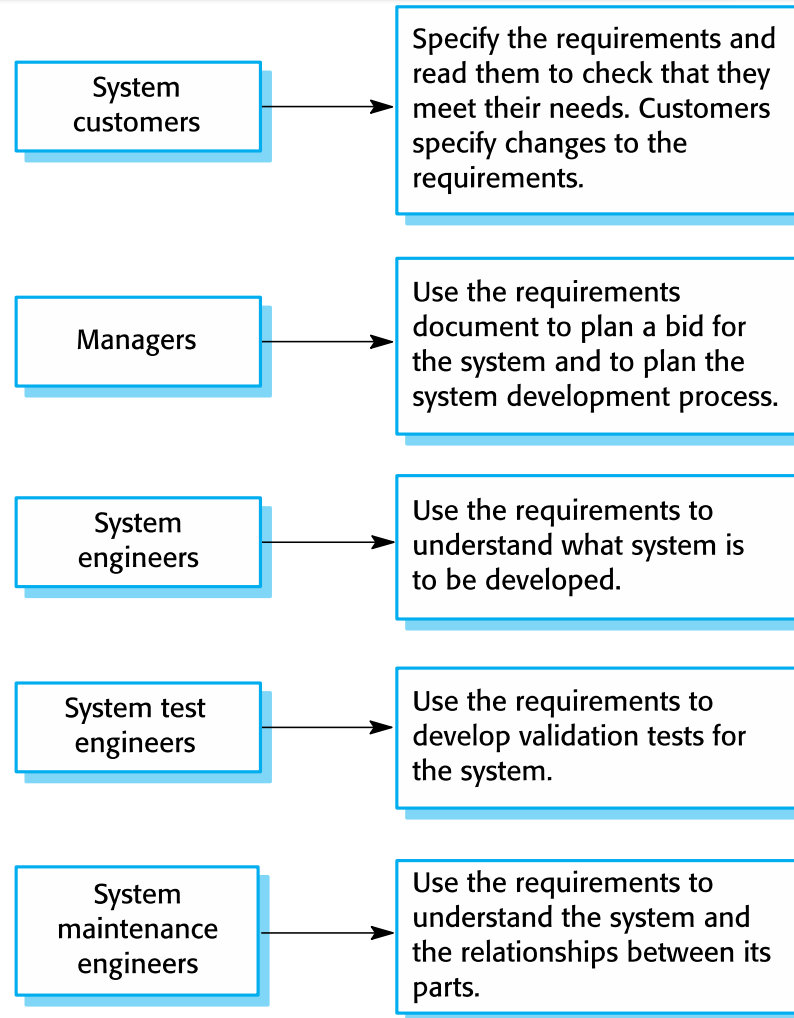 System
customers
Specify the requirements and
read them to check that they
meet their needs. Customers
specify changes to the
requirements.
Managers
Use the requirements
document to plan a bid for
the system and to plan the
system development process.
System
engineers
Use the requirements to
understand what system is
to be developed.
System test
engineers
Use the requirements to
develop validation tests for
the system.
System
maintenance
engineers
Use the requirements to
understand the system and
the relationships between its
parts.